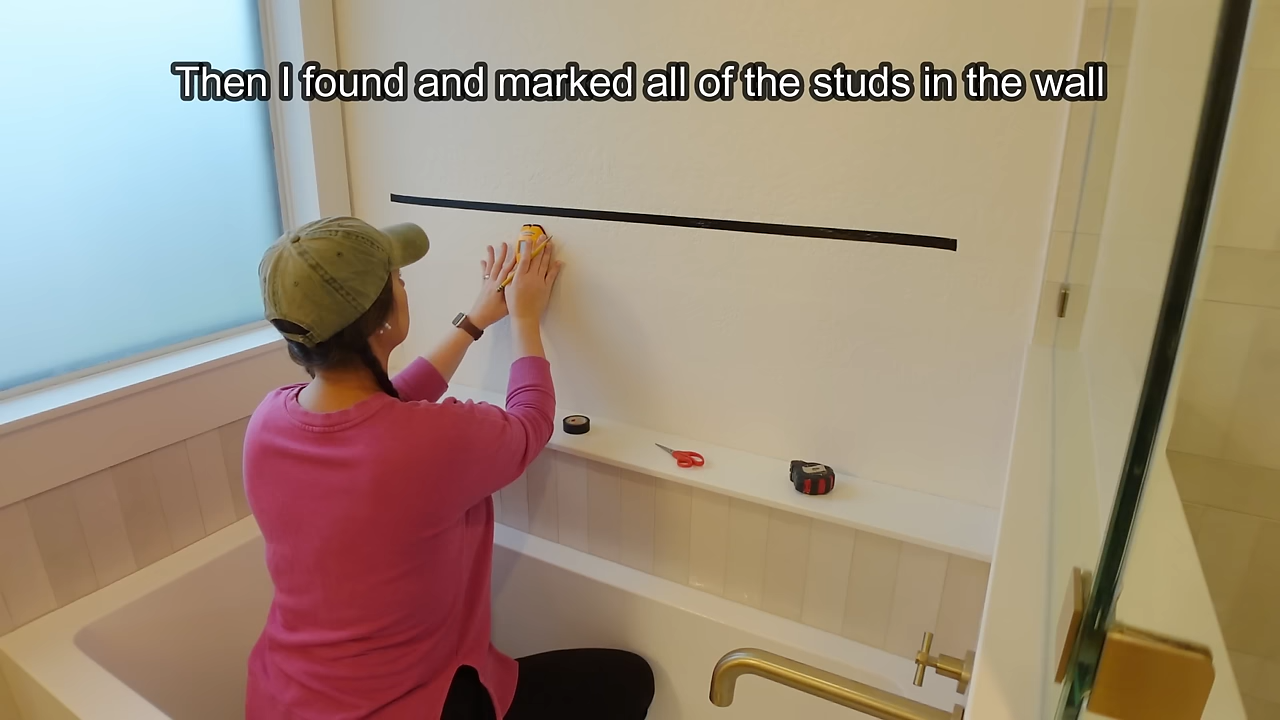 Then I found and marked all of the studs in the wall